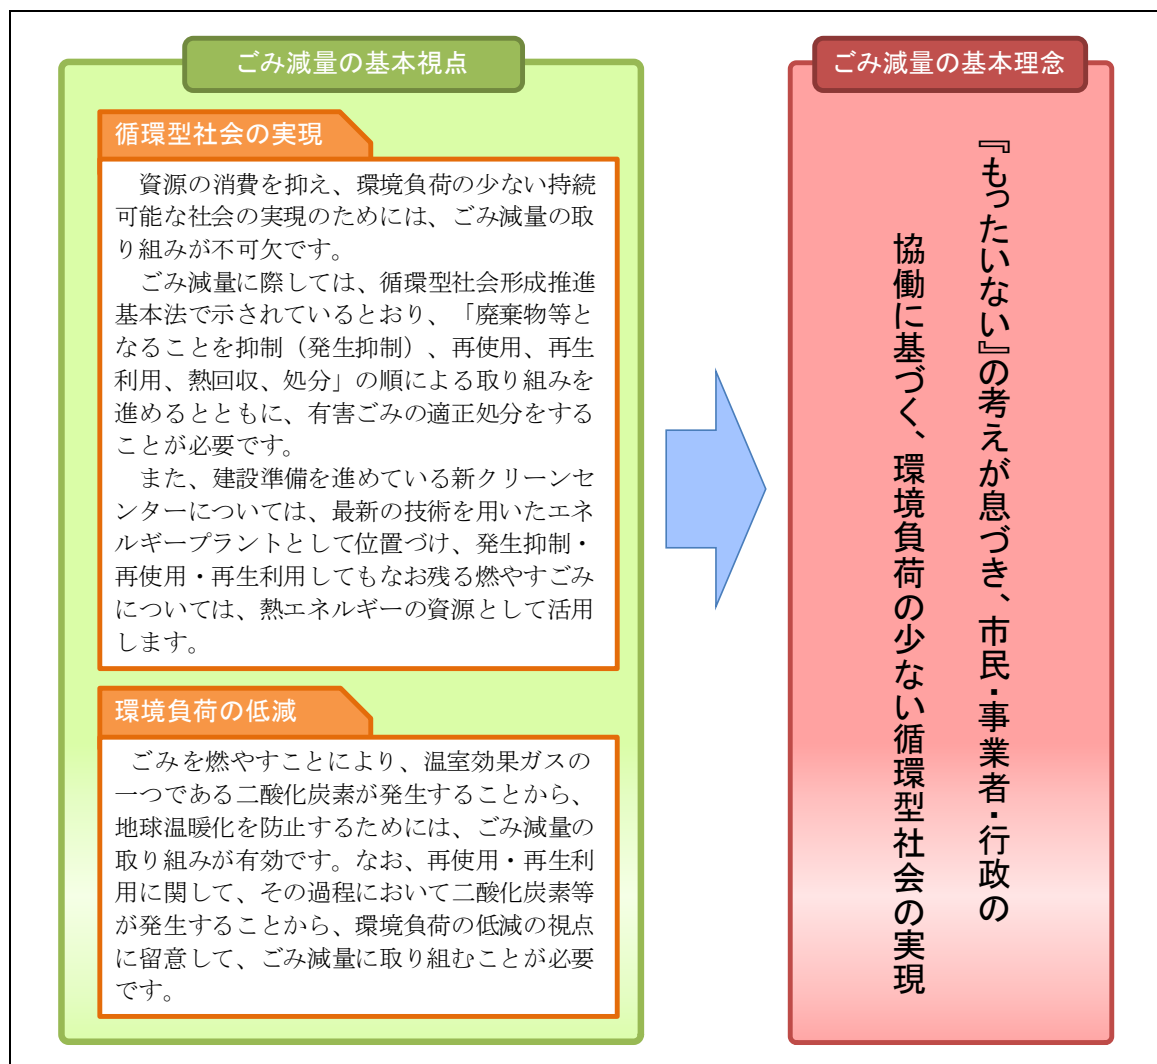 ごみ減量の基本視点
循環型社会の実現
資源の消費を抑え、環境負荷の少ない持続
可能な社会の実現のためには、ごみ減量の取
り組みが不可欠です。
ごみ減量に際しては、循環型社会形成推進
基本法で示されているとおり、「廃棄物等と
なることを抑制（発生抑制）、再使用、再生
利用、熱回収、処分」の順による取り組みを
進めるとともに、有害ごみの適正処分をする
ことが必要です。
また、建設準備を進めている新クリーンセ
ンターについては、最新の技術を用いたエネ
ルギープラントとして位置づけ、発生抑制・
再使用・再生利用してもなお残る燃やすごみ
については、熱エネルギーの資源として活用
します。
環境負荷の低減
ごみを燃やすことにより、温室効果ガスの
一つである二酸化炭素が発生することから、
地球温暖化を防止するためには、ごみ減量の
取り組みが有効です。なお、再使用・再生利
用に関して、その過程において二酸化炭素等
が発生することから、環境負荷の低減の視点
に留意して、ごみ減量に取り組むことが必要
です。
ごみ減量の基本理念
『もったいない』の考えが息づき、市民・事業者・行政の
協働に基づく、環境負荷の少ない循環型社会の実現